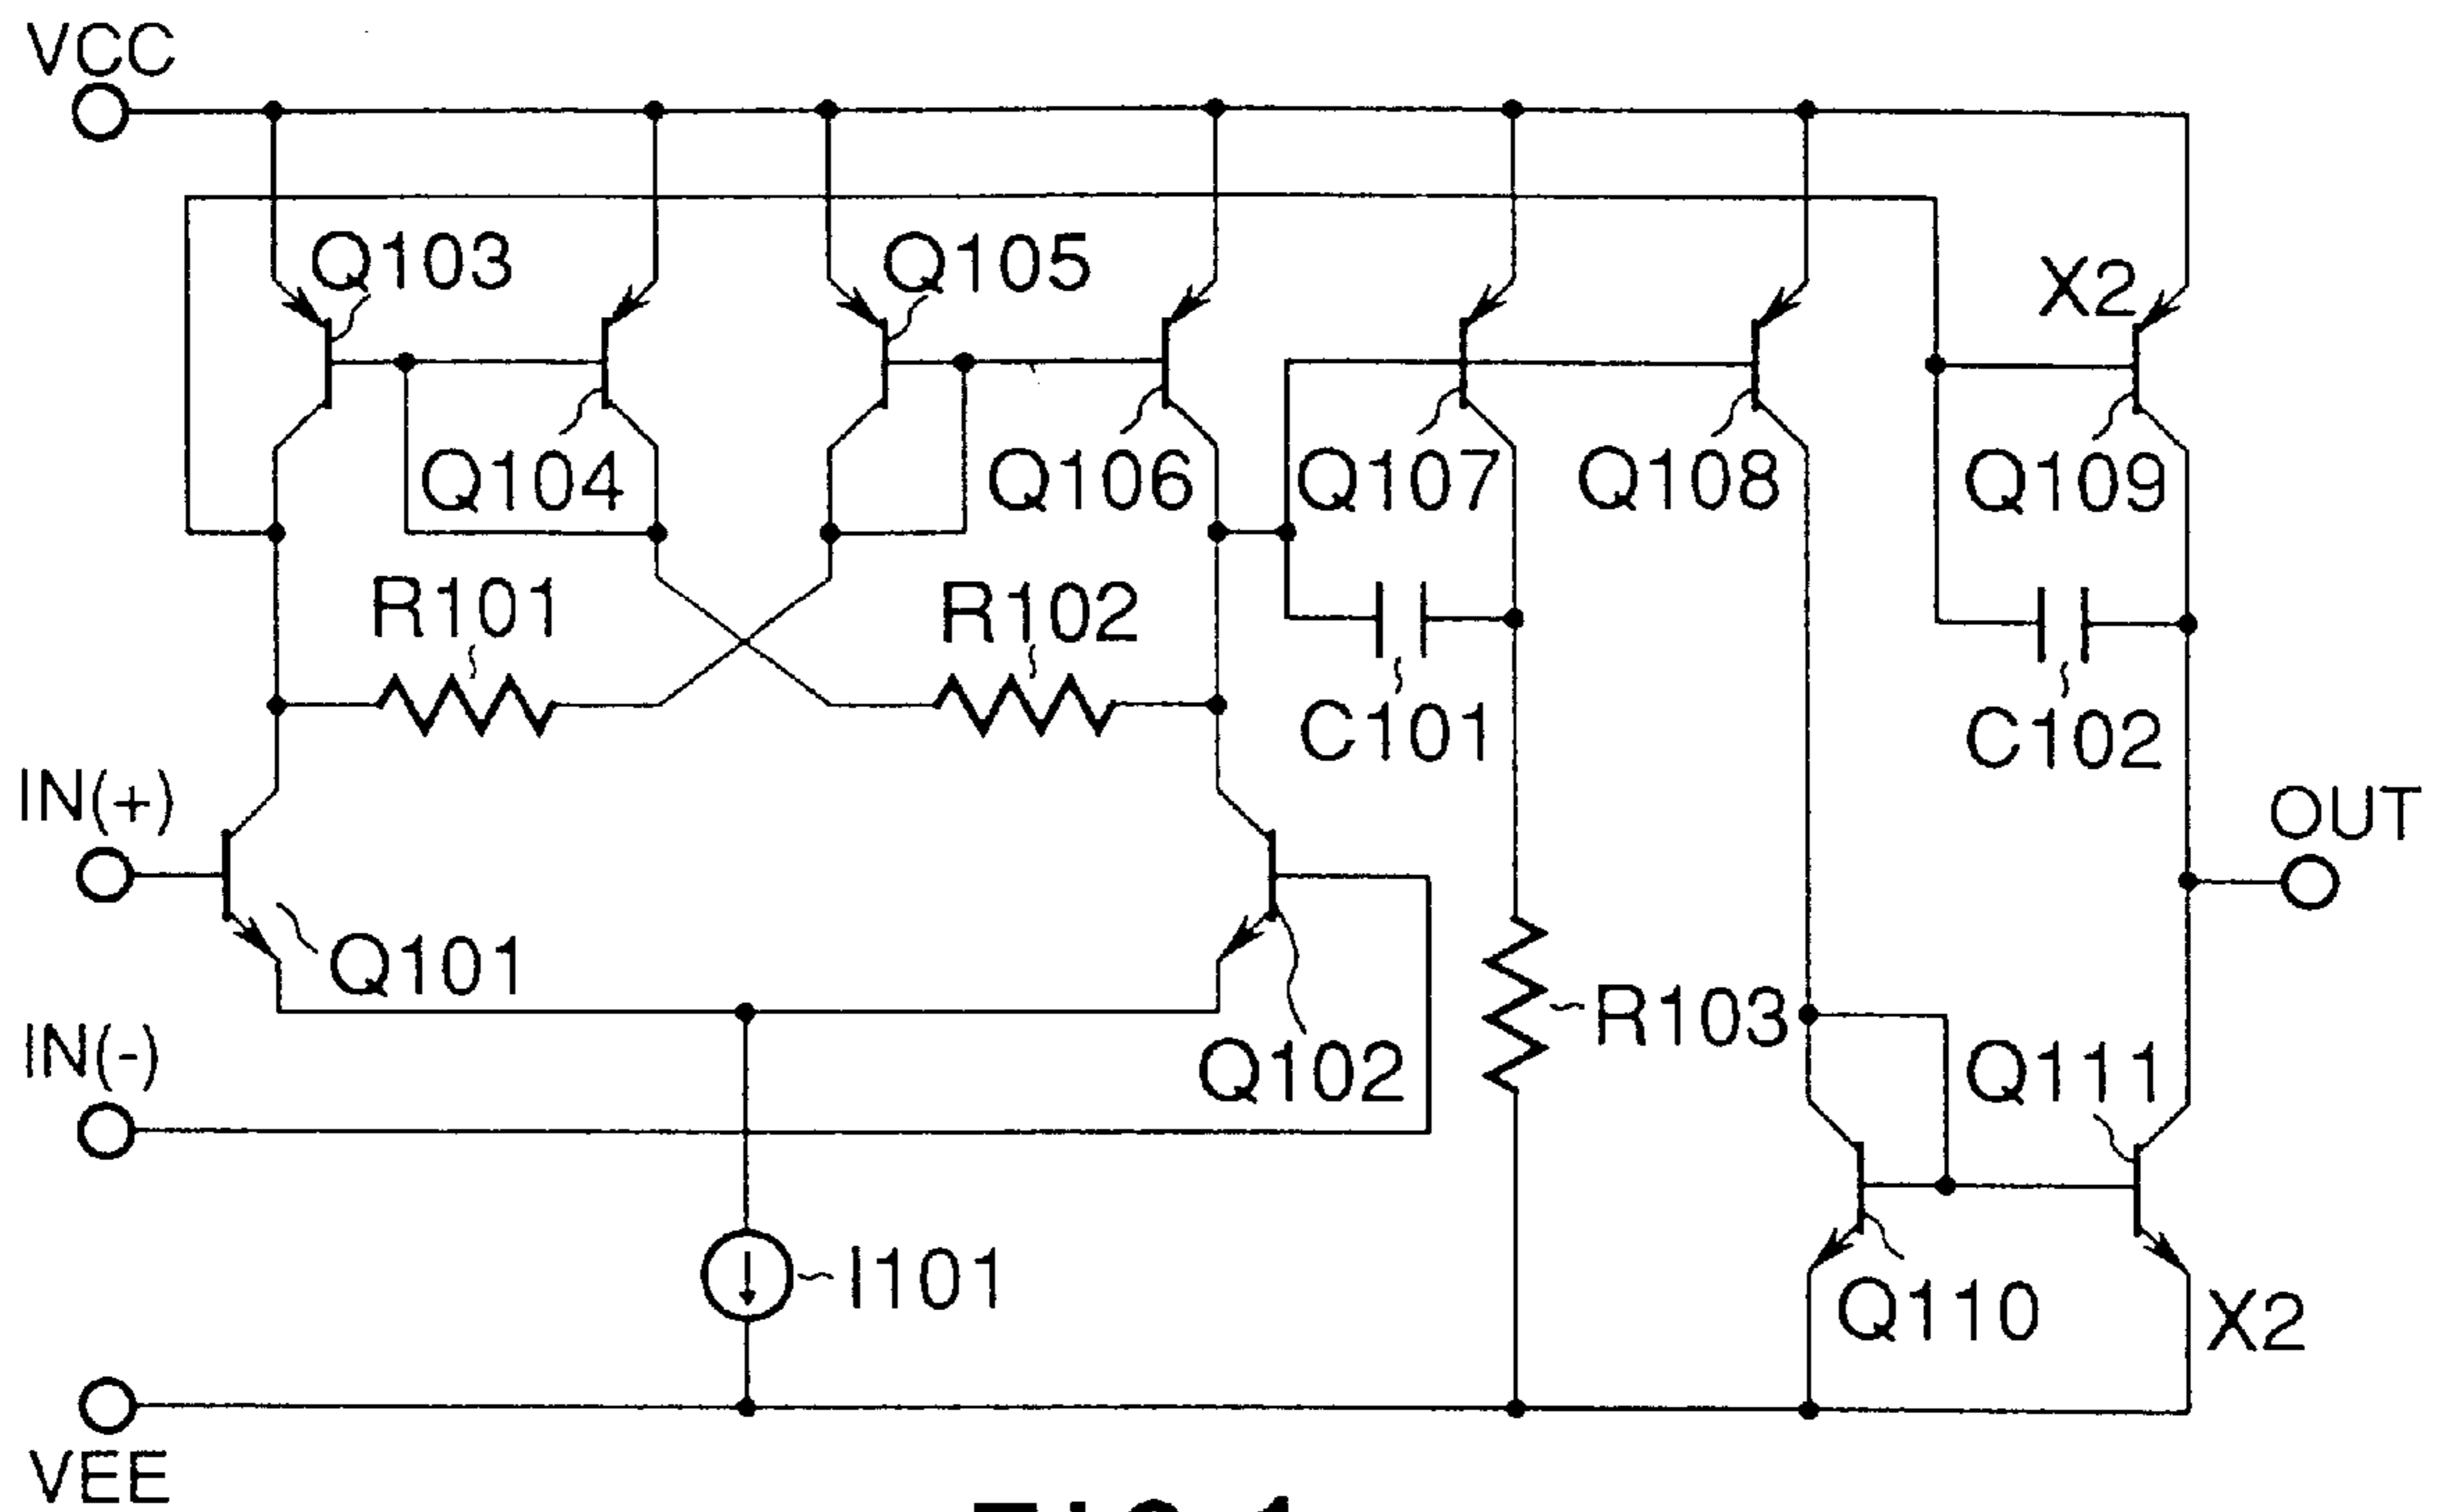 VCC
Q103
Q105
X2
Q104
Q106
Q107
Q108
Q109
R101
R102
C101
C102
IN(+)
OUT
Q101
R103
IN(-)
Q102
Q111
I101
Q110
X2
VEE